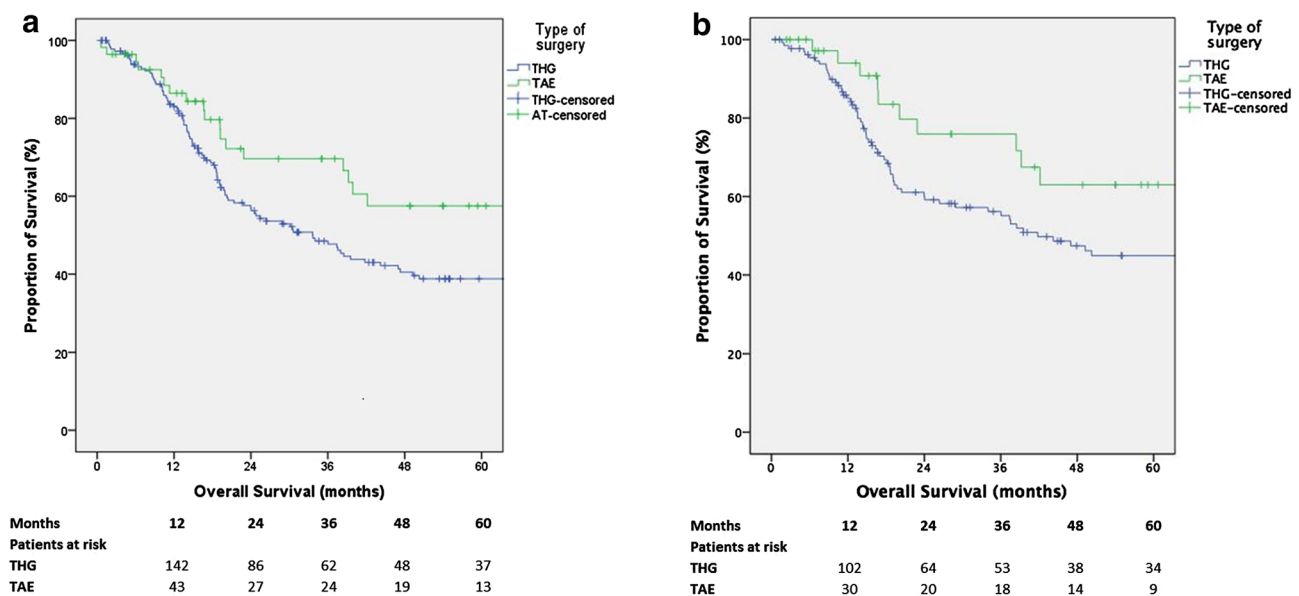 a
Type of
surgery
THG
TAE
THG-censored
AT-censored
100
80
60
40
20
0
Proportion of Survival (%)
0 12 24 36 48 60
Overall Survival (months)
Months 12 24 36 48 60
Patients at risk
THG 142 86 62 48 37
TAE 43 27 24 19 13
b
Type of
surgery
THG
TAE
THG-censored
TAE-censored
100
80
60
40
20
0
Proportion of Survival (%)
0 12 24 36 48 60
Overall Survival (months)
Months 12 24 36 48 60
Patients at risk
THG 102 64 53 38 34
TAE 30 20 18 14 9